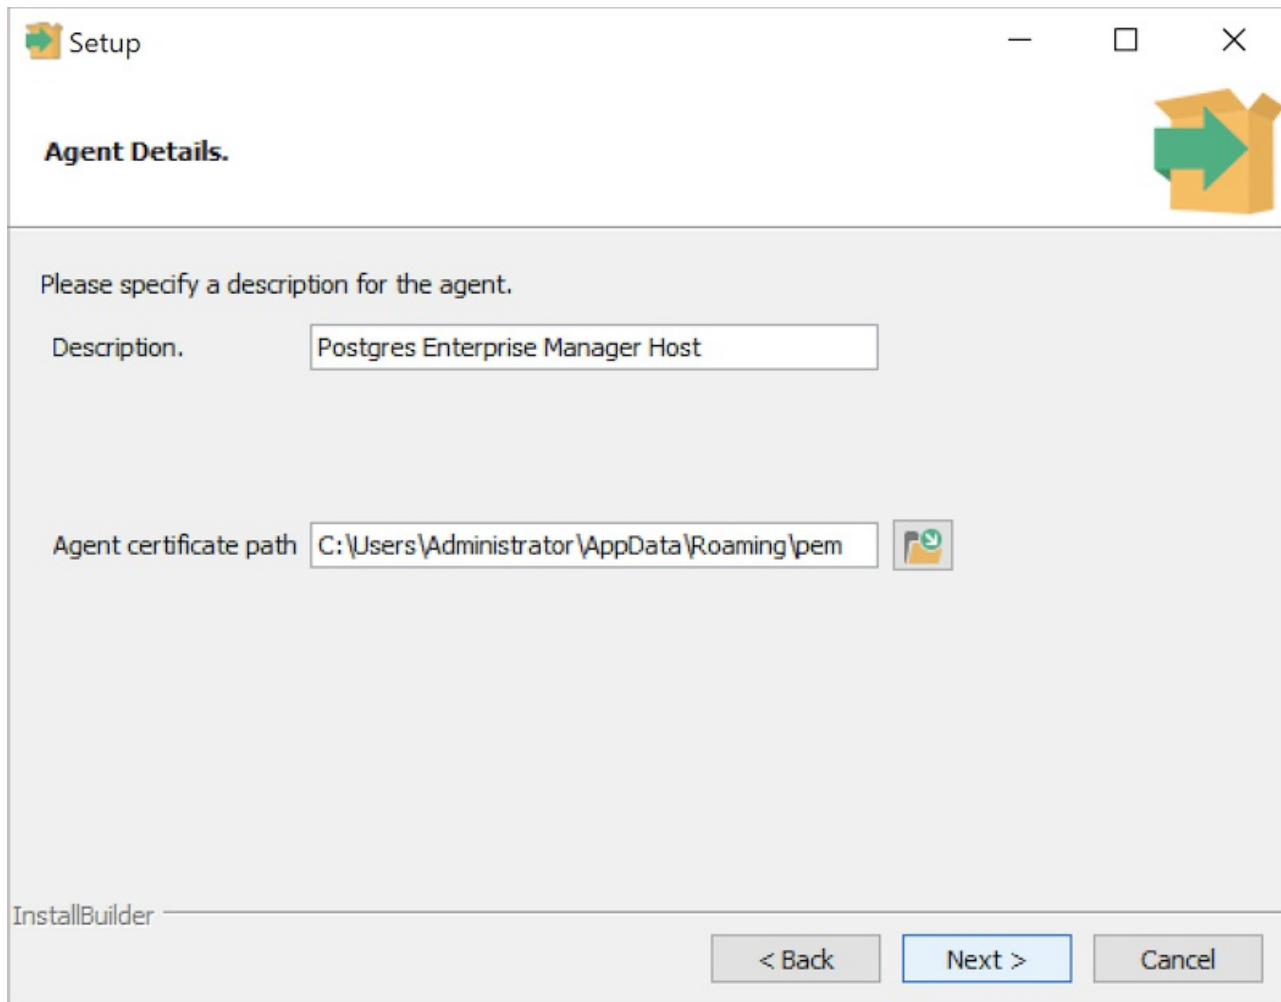 Setup
Agent Details.
Please specify a description for the agent.
Description.
Postgres Enterprise Manager Host
Agent certificate path
C:\Users\Administrator\AppData\Roaming\pem
InstallBuilder
< Back
Next >
Cancel